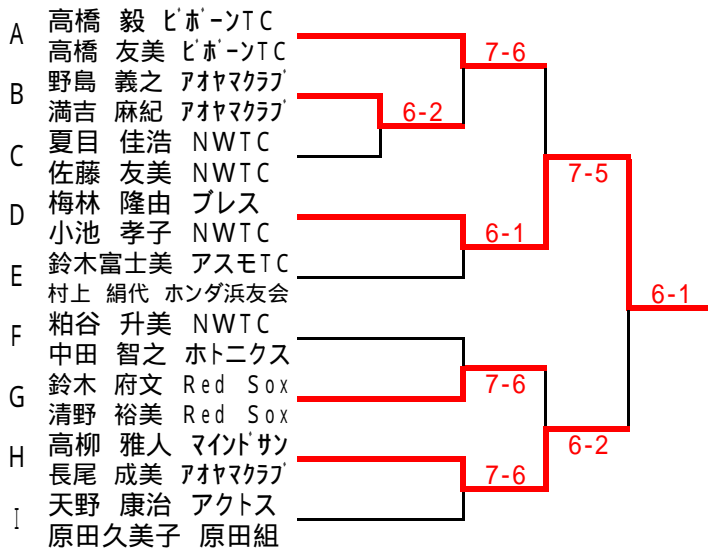 A 高橋 毅 ﾋﾟﾎﾞｰﾝTC
高橋 友美 ﾋﾟﾎﾞｰﾝTC
7-6
B 野島 義之 ｱｵﾔﾏｸﾗﾌﾞ
満吉 麻紀 ｱｵﾔﾏｸﾗﾌﾞ
6-2
C 夏目 佳浩 NWTC
佐藤 友美 NWTC
7-5
D 梅林 隆由 ブレス
小池 孝子 NWTC
6-1
E 鈴木富士美 アスモTC
村上 絹代 ホンダ浜友会
6-1
F 粕谷 升美 NWTC
中田 智之 ホトニクス
G 鈴木 府文 Red Sox
清野 裕美 Red Sox
7-6
H 高柳 雅人 ﾏｲﾝﾄﾞｻﾝ
長尾 成美 ｱｵﾔﾏｸﾗﾌﾞ
6-2
7-6
I 天野 康治 アクトス
原田久美子 原田組